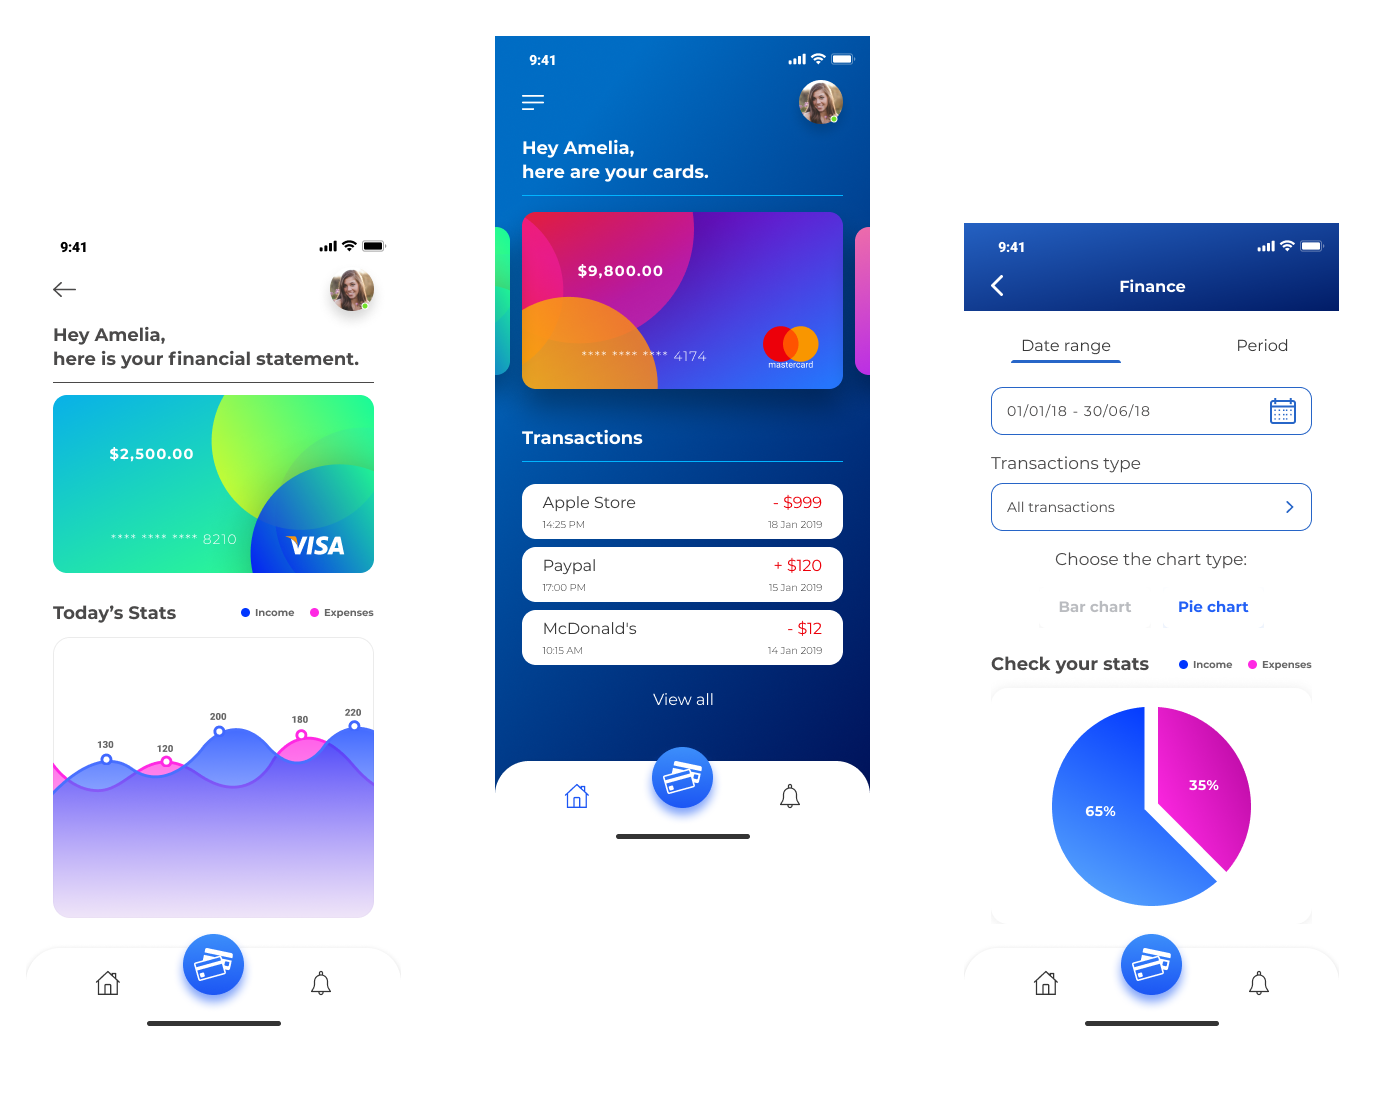 9:41
Hey Amelia,
here is your financial statement.
$2,500.00
**** **** **** 8210
VISA
Today’s Stats
Income
Expenses
130
120
200
180
220
9:41
Hey Amelia,
here are your cards.
$9,800.00
**** **** **** 4174
mastercard
Transactions
Apple Store - $999
14:25 PM 18 Jan 2019
Paypal + $120
17:00 PM 15 Jan 2019
McDonald's - $12
10:15 AM 14 Jan 2019
View all
9:41
Finance
Date range Period
01/01/18 - 30/06/18
Transactions type
All transactions
Choose the chart type:
Bar chart Pie chart
Check your stats
Income
Expenses
35%
65%